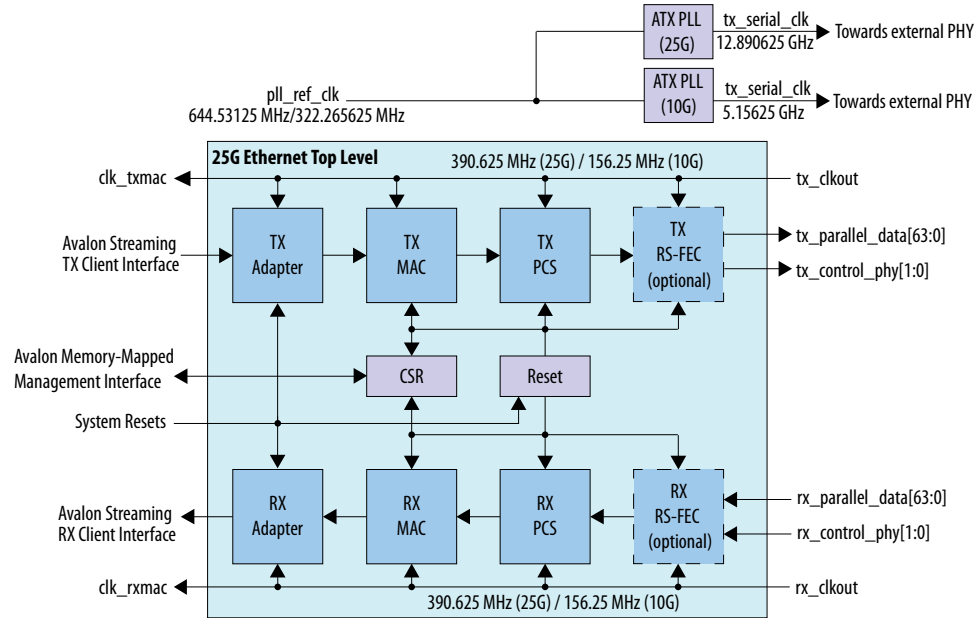 ATX PLL
(25G)
tx_serial_clk
12.890625 GHz
Towards external PHY
pll_ref_clk
644.53125 MHz/322.265625 MHz
ATX PLL
(10G)
tx_serial_clk
5.15625 GHz
Towards external PHY
25G Ethernet Top Level
390.625 MHz (25G) / 156.25 MHz (10G)
clk_txmac
tx_clkout
Avalon Streaming
TX Client Interface
TX
Adapter
TX
MAC
TX
PCS
TX
RS-FEC
(optional)
tx_parallel_data[63:0]
tx_control_phy[1:0]
Avalon Memory-Mapped
Management Interface
CSR
Reset
System Resets
Avalon Streaming
RX Client Interface
RX
Adapter
RX
MAC
RX
PCS
RX
RS-FEC
(optional)
rx_parallel_data[63:0]
rx_control_phy[1:0]
clk_rxmac
390.625 MHz (25G) / 156.25 MHz (10G)
rx_clkout